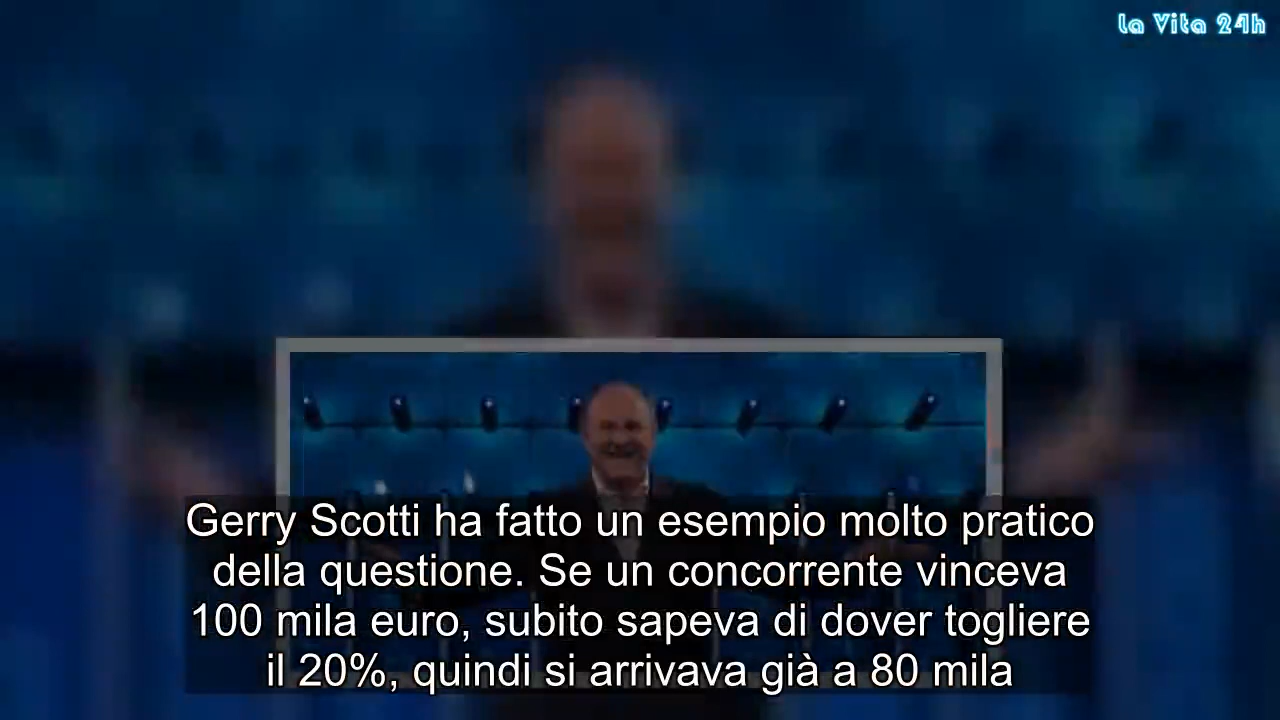 la Vita 24h
Gerry Scotti ha fatto un esempio molto pratico
della questione. Se un concorrente vinceva
100 mila euro, subito sapeva di dover togliere
il 20%, quindi si arrivava già a 80 mila